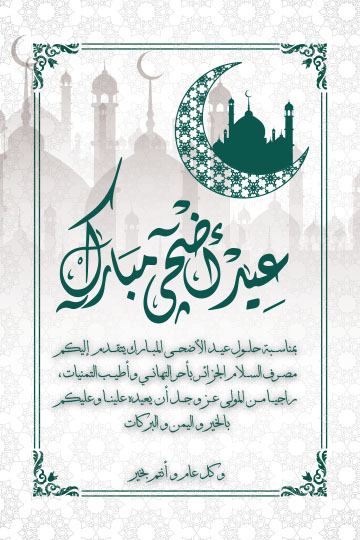 عيد أضحى مبارك
بمناسبة حلول عيد الأضحى المبارك يتقدم إليكم
مصرف السلام الجزائر بأحر التهاني و أطيب التمنيات،
راجيا من المولى عز و جل أن يعيده علينا و عليكم
بالخير و اليمن و البركات
و كل عام و أنتم بخير